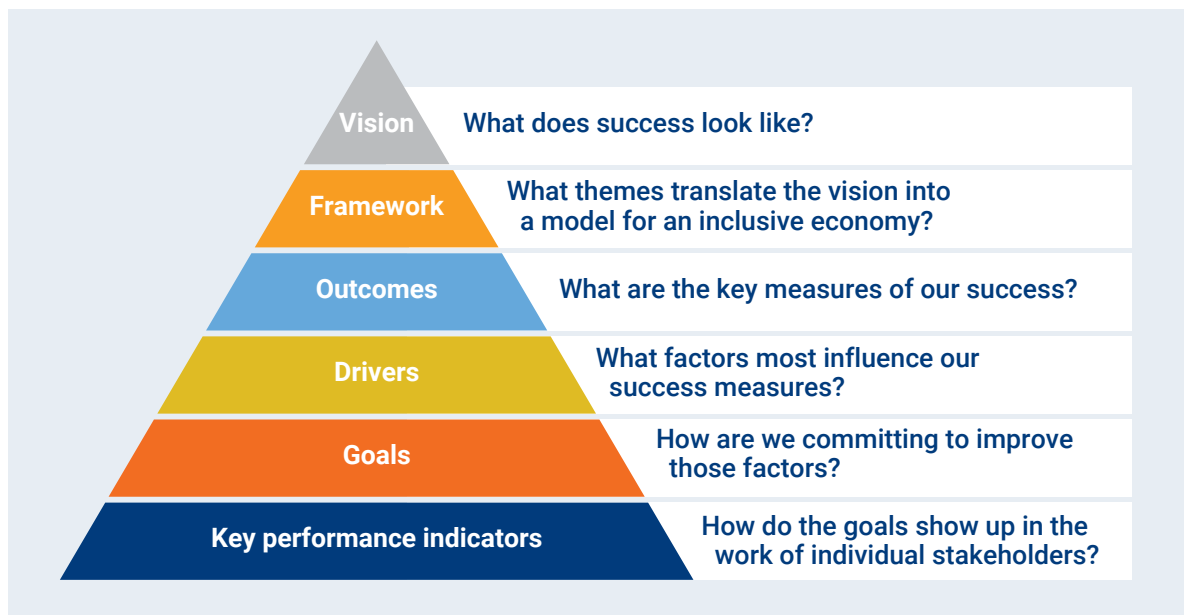 Vision
What does success look like?
Framework
What themes translate the vision into
a model for an inclusive economy?
Outcomes
What are the key measures of our success?
Drivers
What factors most influence our
success measures?
Goals
How are we committing to improve
those factors?
Key performance indicators
How do the goals show up in the
work of individual stakeholders?